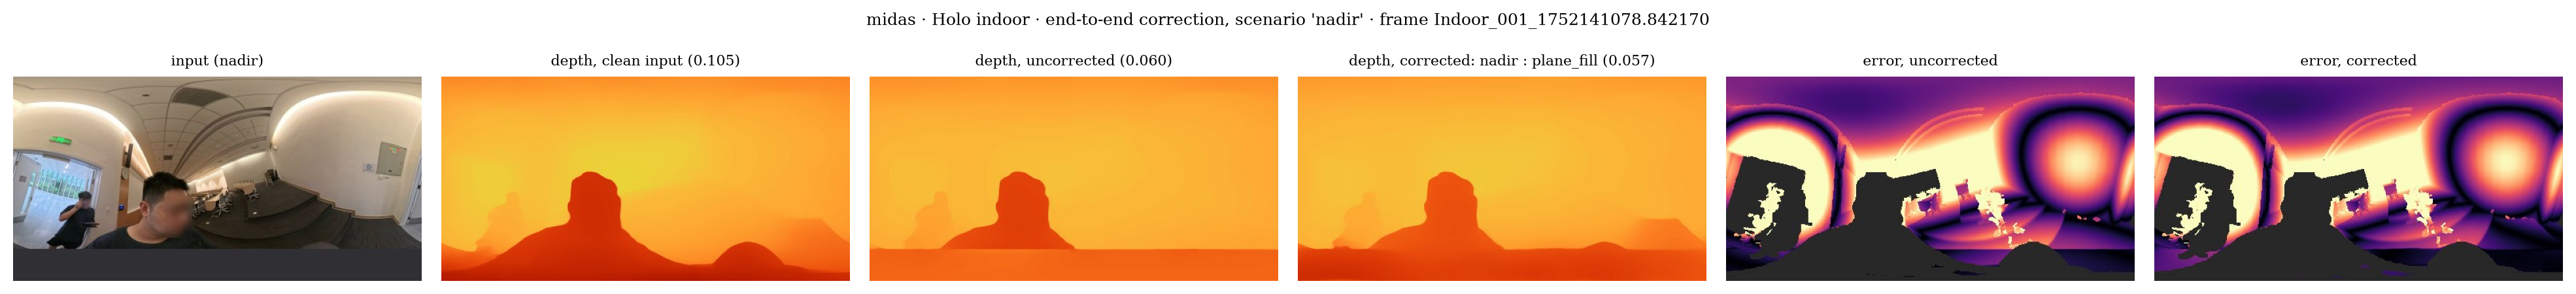 midas · Holo indoor · end-to-end correction, scenario 'nadir' · frame Indoor_001_1752141078.842170
input (nadir)
depth, clean input (0.105)
depth, uncorrected (0.060)
depth, corrected: nadir : plane_fill (0.057)
error, uncorrected
error, corrected